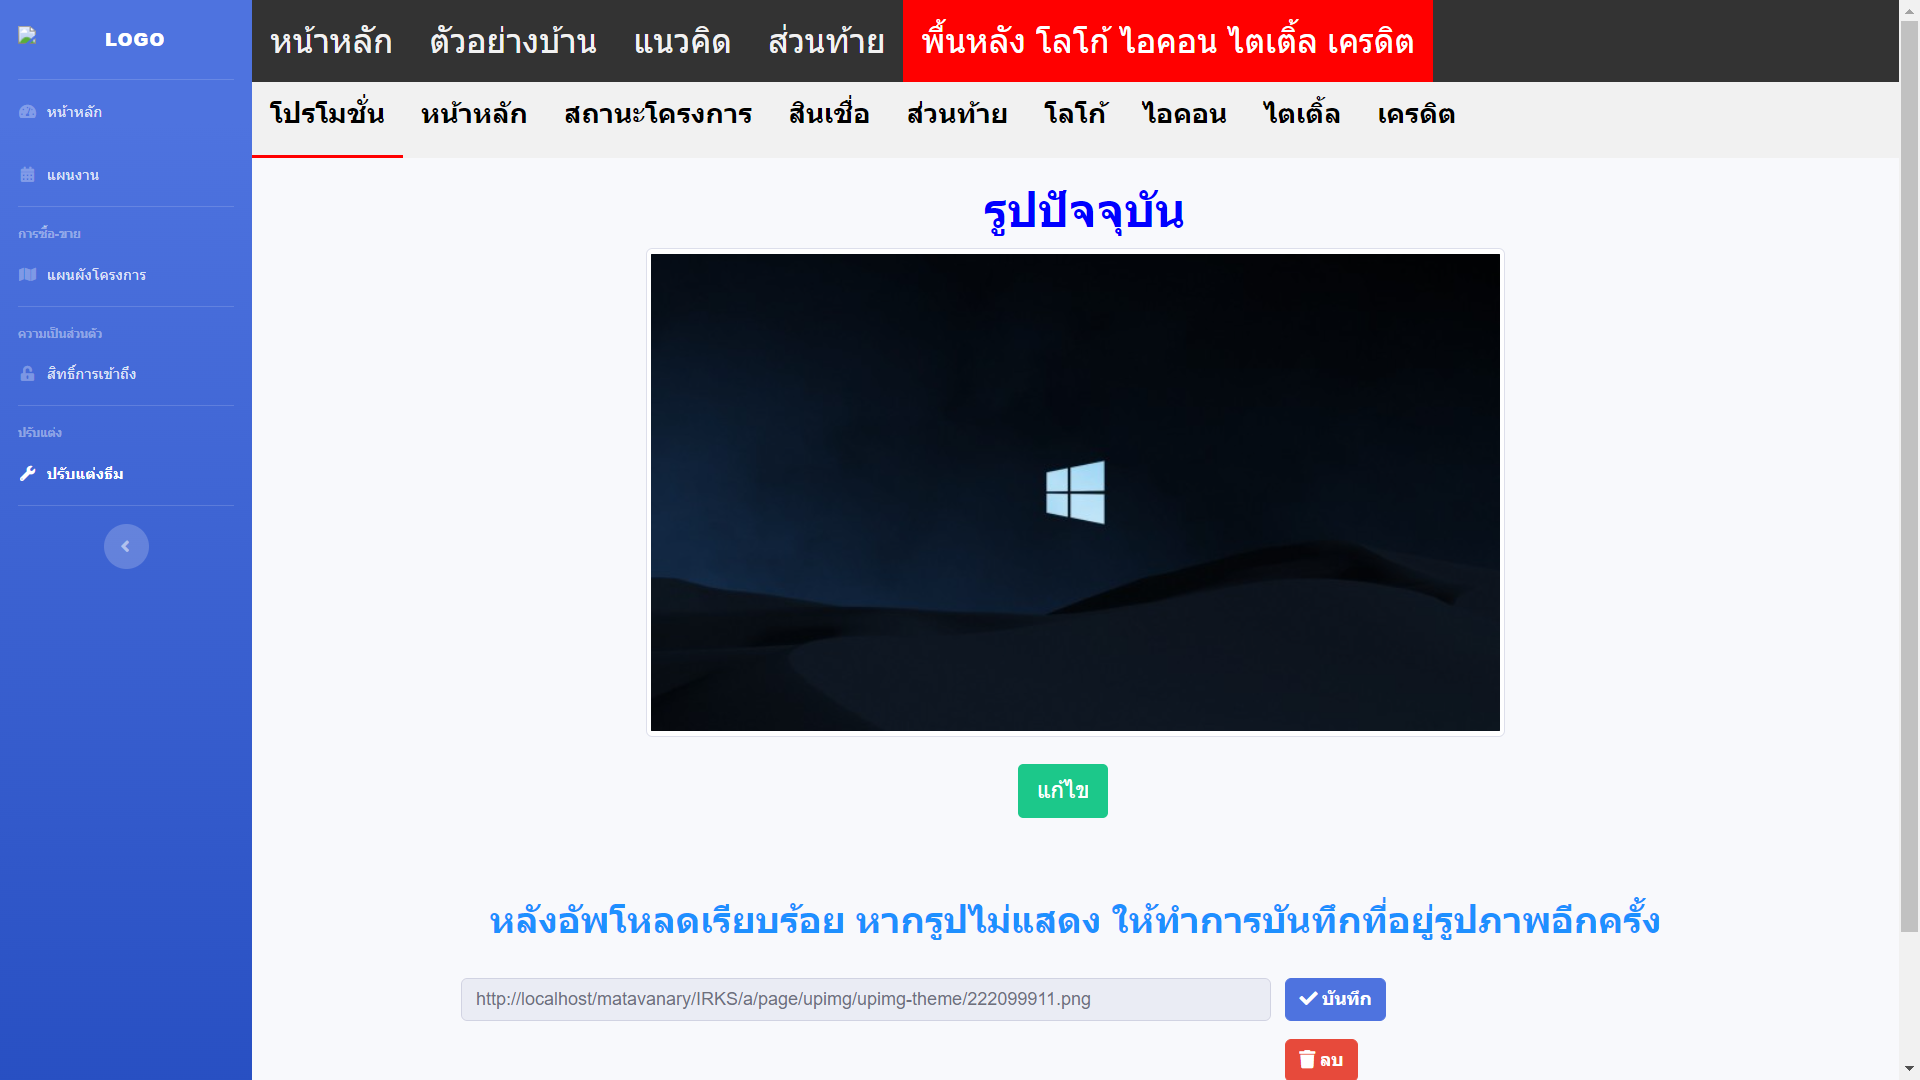 LOGO
หน้าหลัก
แผนงาน
การซื้อ-ขาย
แผนผังโครงการ
ความเป็นส่วนตัว
สิทธิ์การเข้าถึง
ปรับแต่ง
ปรับแต่งธีม
หน้าหลัก ตัวอย่างบ้าน แนวคิด ส่วนท้าย พื้นหลัง โลโก้ ไอคอน ไตเติ้ล เครดิต
โปรโมชั่น หน้าหลัก สถานะโครงการ สินเชื่อ ส่วนท้าย โลโก้ ไอคอน ไตเติ้ล เครดิต
รูปปัจจุบัน
แก้ไข
หลังอัพโหลดเรียบร้อย หากรูปไม่แสดง ให้ทำการบันทึกที่อยู่รูปภาพอีกครั้ง
http://localhost/matavanary/IRKS/a/page/upimg/upimg-theme/222099911.png บันทึก
ลบ